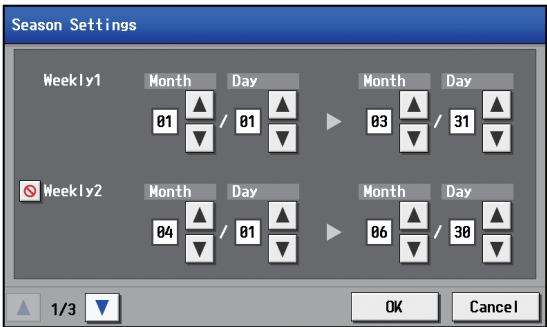 Season Settings
Weekly1 Month Day Month Day
01 / 01 03 / 31
Weekly2 Month Day Month Day
04 / 01 06 / 30
1/3 OK Cancel